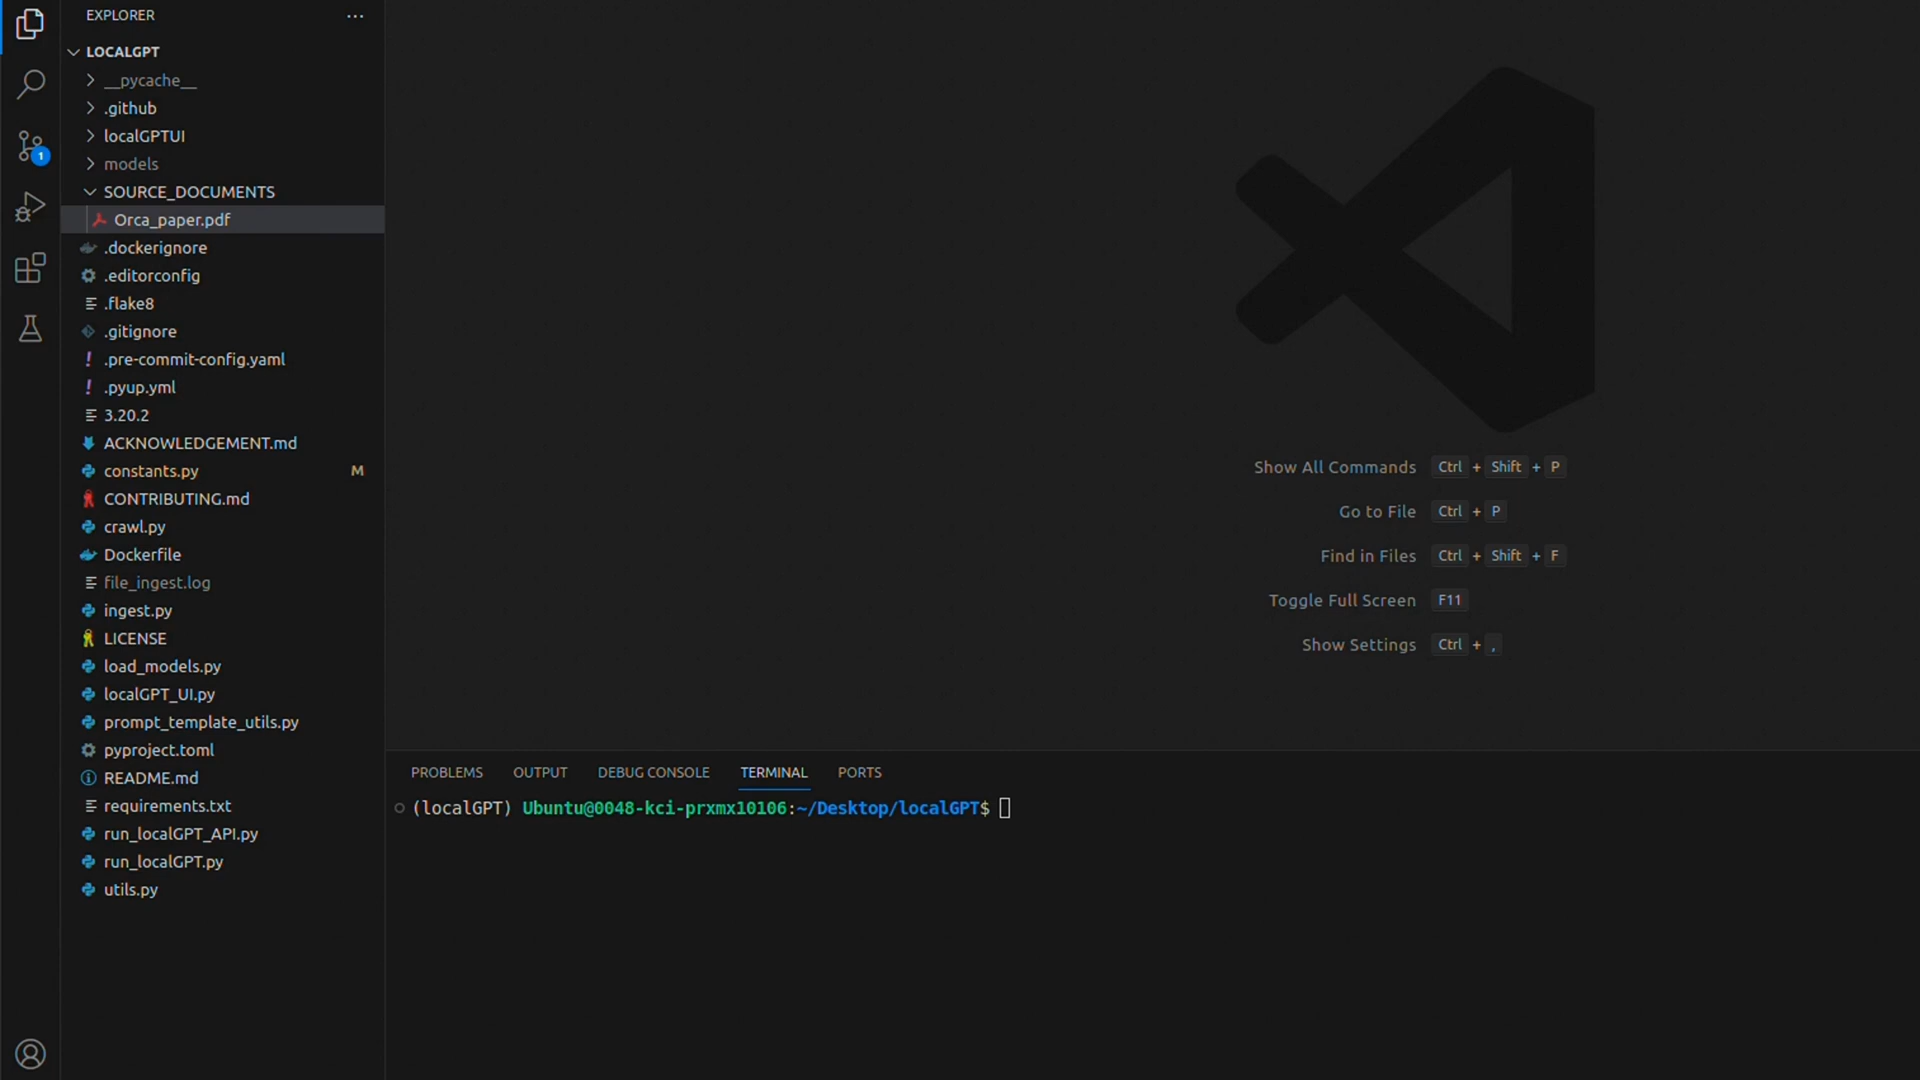 EXPLORER
LOCALGPT
__pycache__
.github
localGPTUI
models
SOURCE_DOCUMENTS
Orca_paper.pdf
.dockerignore
.editorconfig
.flake8
.gitignore
.pre-commit-config.yaml
.pyup.yml
3.20.2
ACKNOWLEDGEMENT.md
constants.py M
CONTRIBUTING.md
crawl.py
Dockerfile
file_ingest.log
ingest.py
LICENSE
load_models.py
localGPT_UI.py
prompt_template_utils.py
pyproject.toml
README.md
requirements.txt
run_localGPT_API.py
run_localGPT.py
utils.py
1
Show All Commands Ctrl + Shift + P
Go to File Ctrl + P
Find in Files Ctrl + Shift + F
Toggle Full Screen F11
Show Settings Ctrl + ,
PROBLEMS OUTPUT DEBUG CONSOLE TERMINAL PORTS
(localGPT) Ubuntu@0048-kci-prxmx10106:~/Desktop/localGPT$